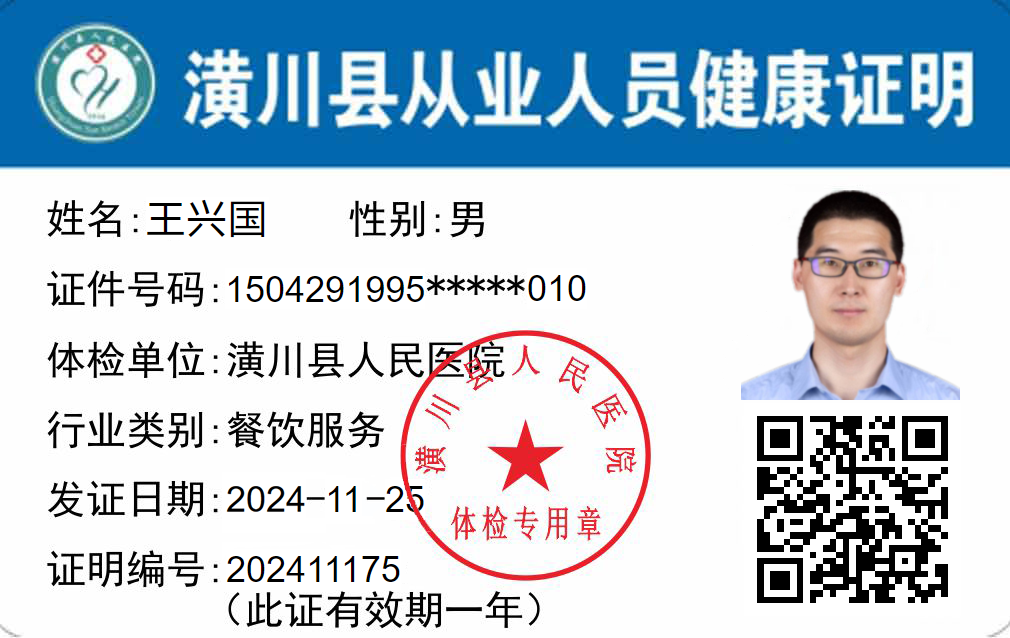 潢川县从业人员健康证明
姓名:王兴国 性别:男
证件号码:1504291995*****010
体检单位:潢川县人民医院
行业类别:餐饮服务
发证日期:2024-11-25
证明编号:202411175
(此证有效期一年)
潢川县人民医院
体检专用章